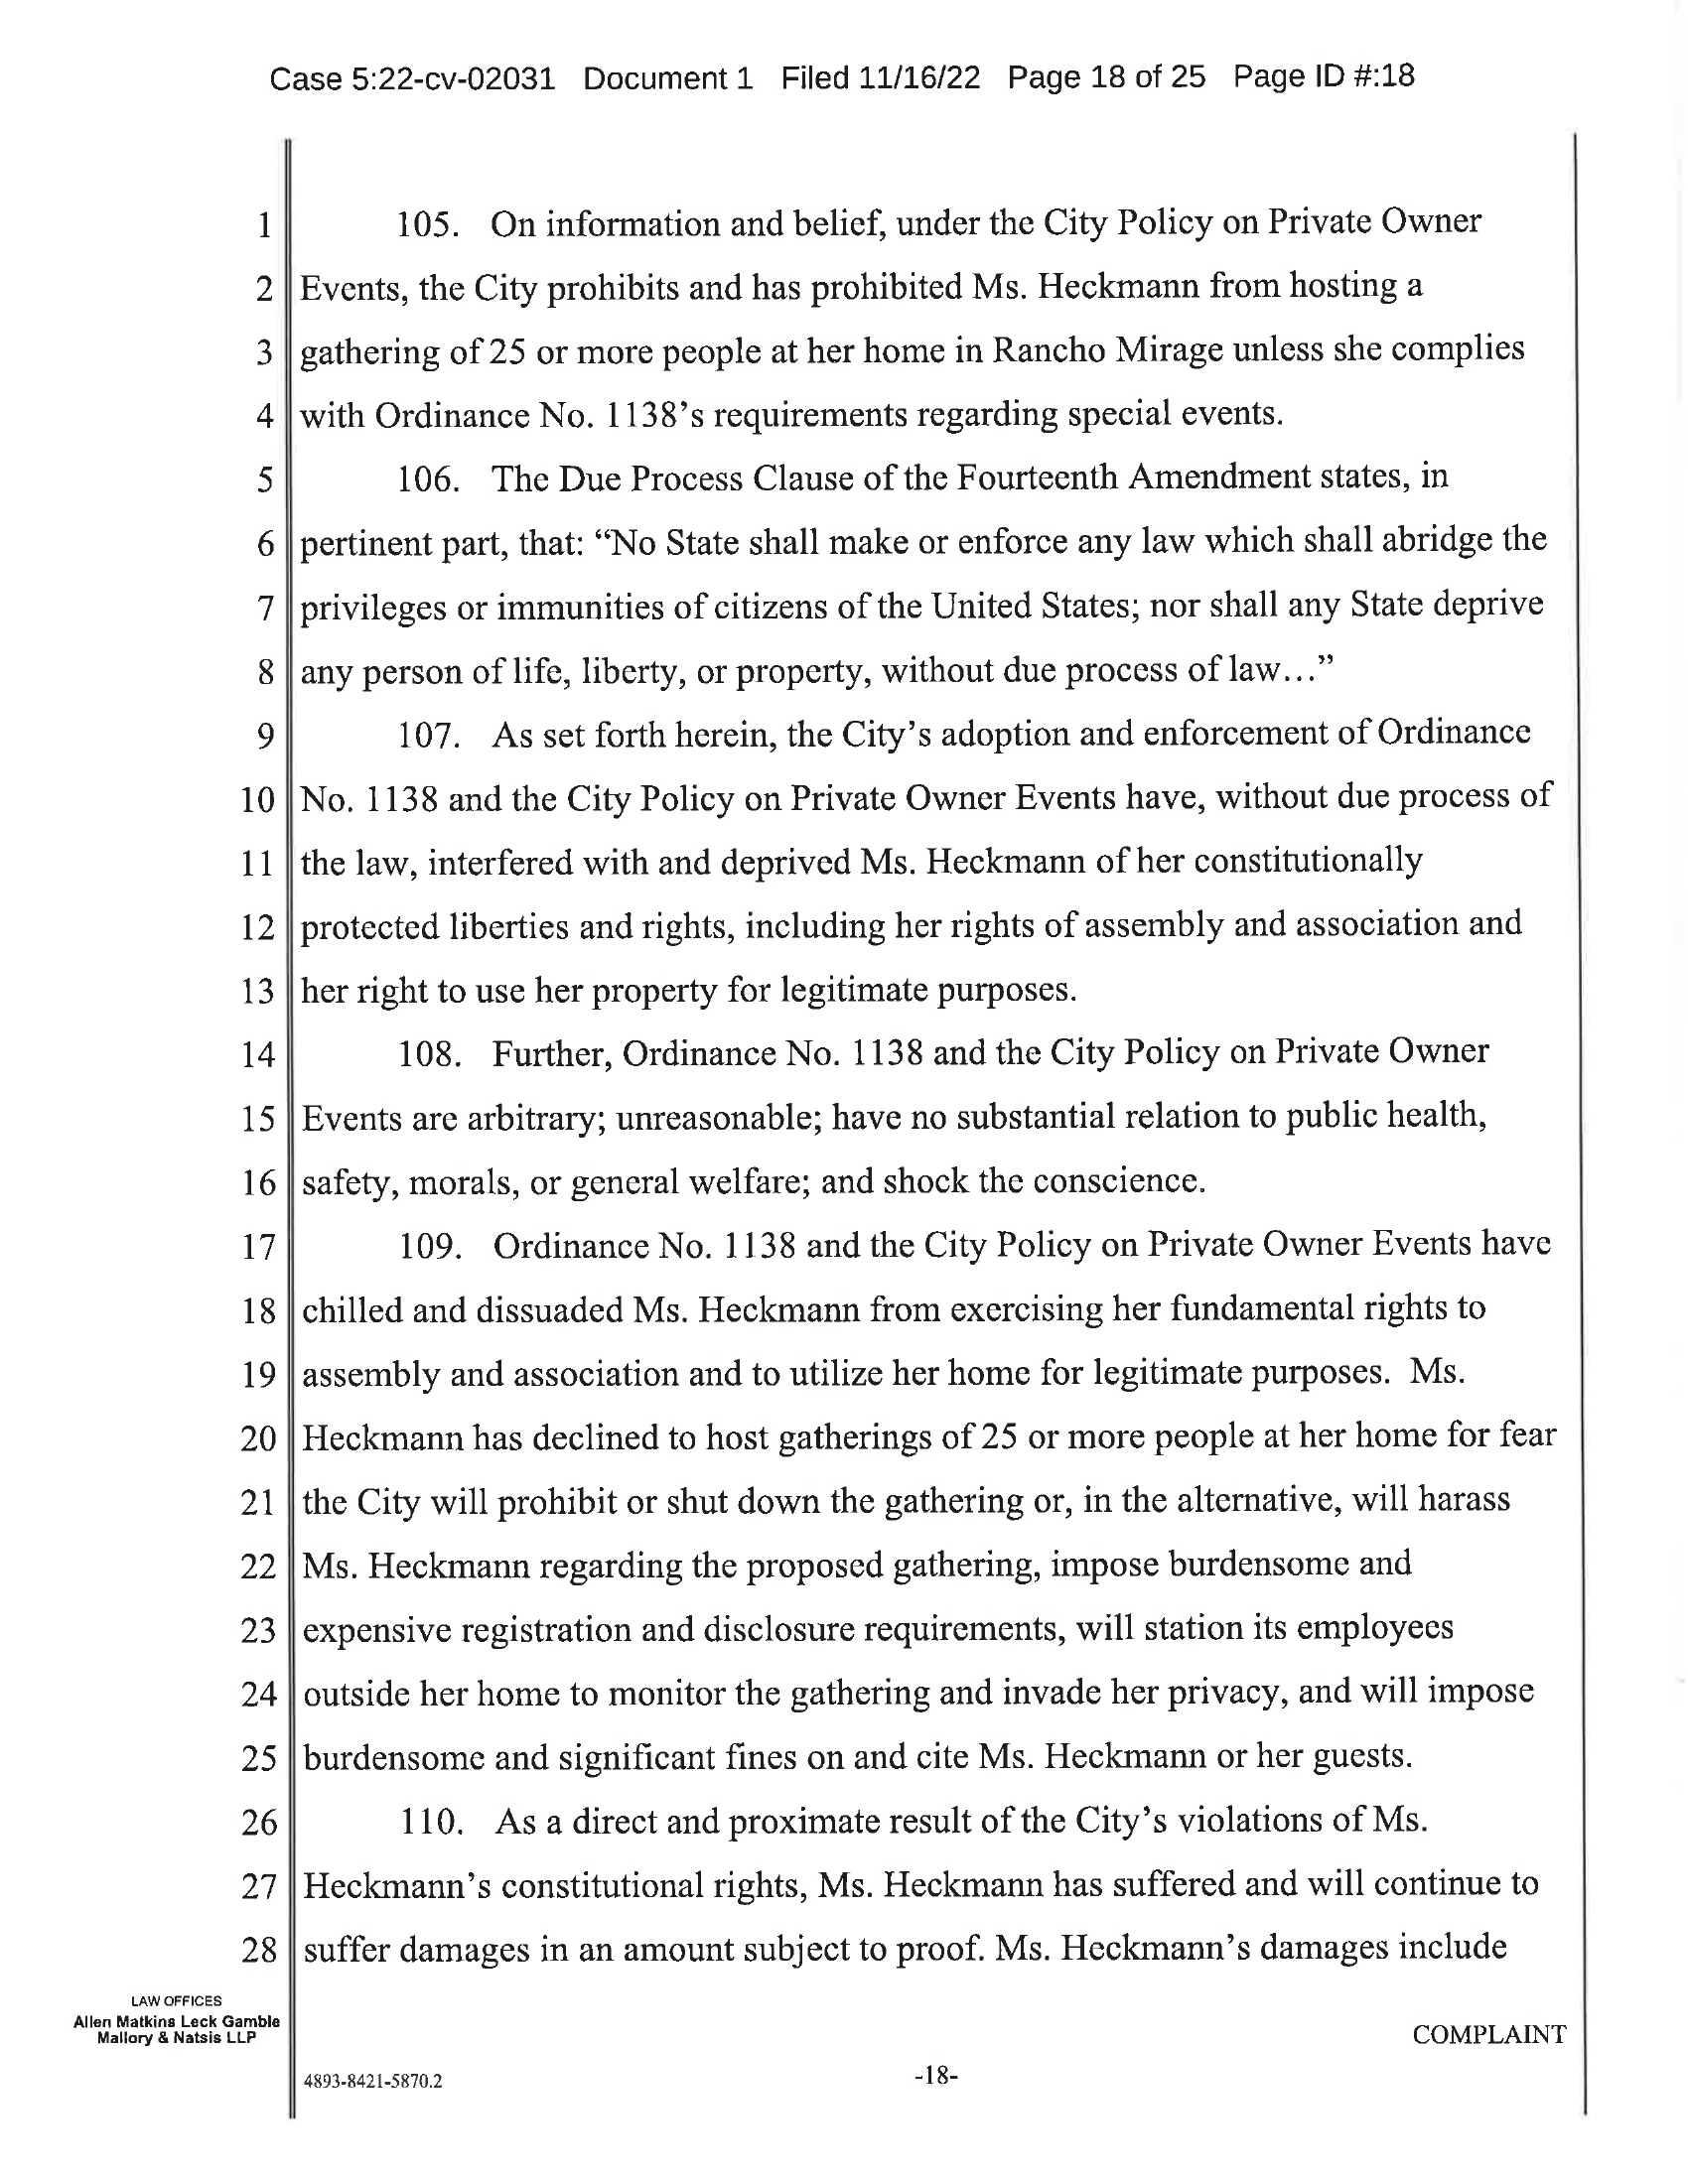 Case 5:22-cv-02031 Document 1 Filed 11/16/22 Page 18 of 25 Page ID #:18
1 105. On information and belief, under the City Policy on Private Owner
2 Events, the City prohibits and has prohibited Ms. Heckmann from hosting a
3 gathering of 25 or more people at her home in Rancho Mirage unless she complies
4 with Ordinance No. 1138’s requirements regarding special events.
5 106. The Due Process Clause of the Fourteenth Amendment states, in
6 pertinent part, that: “No State shall make or enforce any law which shall abridge the
7 privileges or immunities of citizens of the United States; nor shall any State deprive
8 any person of life, liberty, or property, without due process of law…”
9 107. As set forth herein, the City’s adoption and enforcement of Ordinance
10 No. 1138 and the City Policy on Private Owner Events have, without due process of
11 the law, interfered with and deprived Ms. Heckmann of her constitutionally
12 protected liberties and rights, including her rights of assembly and association and
13 her right to use her property for legitimate purposes.
14 108. Further, Ordinance No. 1138 and the City Policy on Private Owner
15 Events are arbitrary; unreasonable; have no substantial relation to public health,
16 safety, morals, or general welfare; and shock the conscience.
17 109. Ordinance No. 1138 and the City Policy on Private Owner Events have
18 chilled and dissuaded Ms. Heckmann from exercising her fundamental rights to
19 assembly and association and to utilize her home for legitimate purposes. Ms.
20 Heckmann has declined to host gatherings of 25 or more people at her home for fear
21 the City will prohibit or shut down the gathering or, in the alternative, will harass
22 Ms. Heckmann regarding the proposed gathering, impose burdensome and
23 expensive registration and disclosure requirements, will station its employees
24 outside her home to monitor the gathering and invade her privacy, and will impose
25 burdensome and significant fines on and cite Ms. Heckmann or her guests.
26 110. As a direct and proximate result of the City’s violations of Ms.
27 Heckmann’s constitutional rights, Ms. Heckmann has suffered and will continue to
28 suffer damages in an amount subject to proof. Ms. Heckmann’s damages include
LAW OFFICES
Allen Matkins Leck Gamble
Mallory & Natsis LLP
COMPLAINT
4893-8421-5870.2
-18-